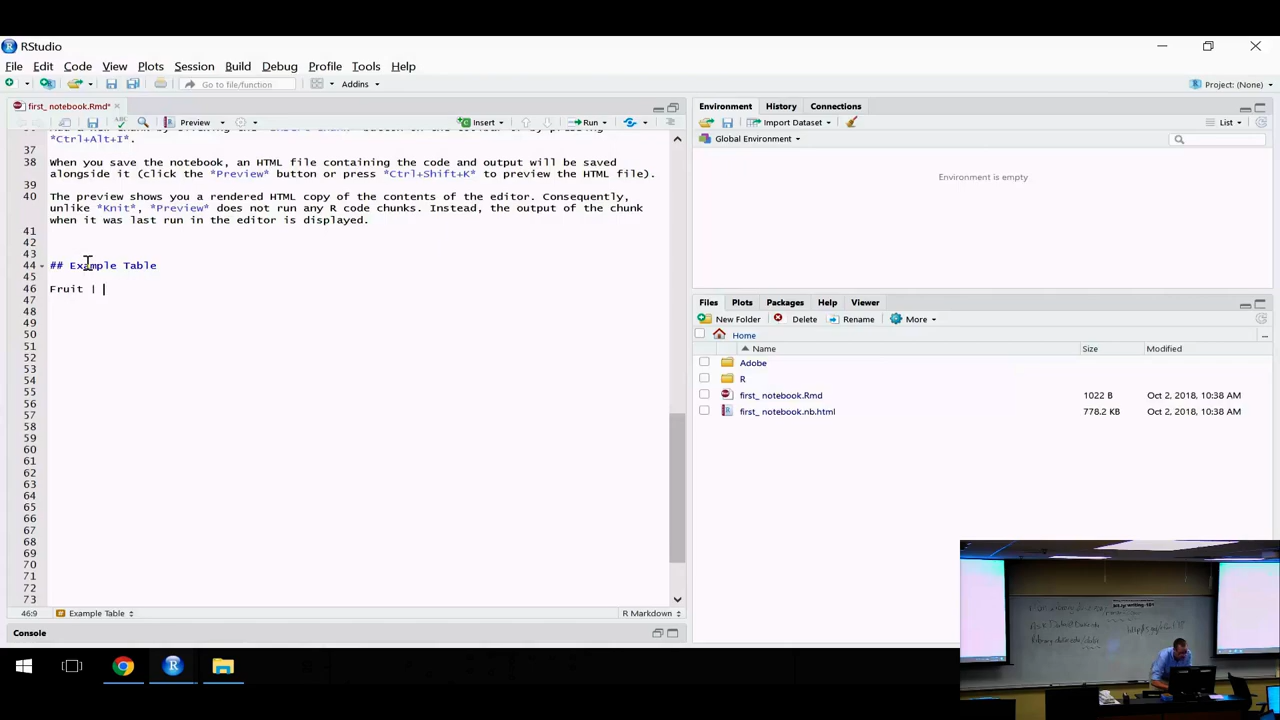 RStudio
File Edit Code View Plots Session Build Debug Profile Tools Help
Go to file/function Addins Project: (None)
first_ notebook.Rmd*
Preview Insert Run
*Ctrl+Alt+I*.
37
38 When you save the notebook, an HTML file containing the code and output will be saved
alongside it (click the *Preview* button or press *Ctrl+Shift+K* to preview the HTML file).
39
40 The preview shows you a rendered HTML copy of the contents of the editor. Consequently,
unlike *Knit*, *Preview* does not run any R code chunks. Instead, the output of the chunk
when it was last run in the editor is displayed.
41
42
43
44 ## Example Table
45
46 Fruit |
47
48
49
50
51
52
53
54
55
56
57
58
59
60
61
62
63
64
65
66
67
68
69
70
71
72
73
46:9 Example Table R Markdown
Console
Environment History Connections
Import Dataset List
Global Environment
Environment is empty
Files Plots Packages Help Viewer
New Folder Delete Rename More
Home ...
Name Size Modified
Adobe
R
first_ notebook.Rmd 1022 B Oct 2, 2018, 10:38 AM
first_ notebook.nb.html 778.2 KB Oct 2, 2018, 10:38 AM